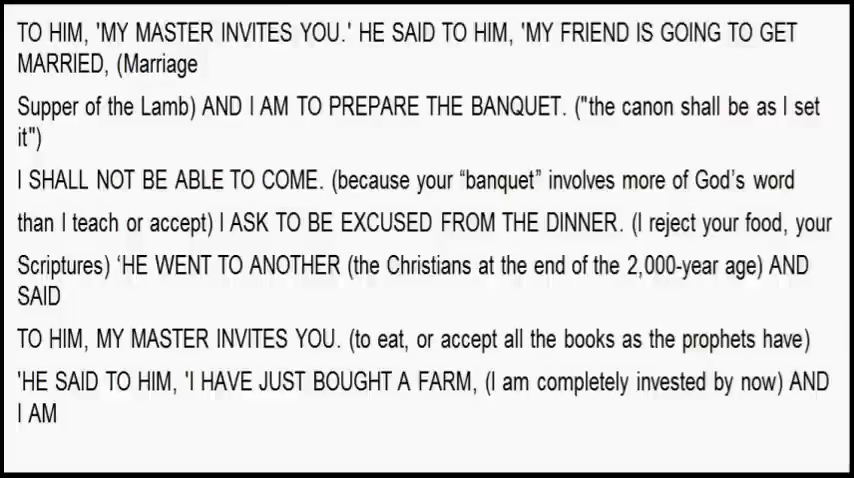 TO HIM, 'MY MASTER INVITES YOU.' HE SAID TO HIM, 'MY FRIEND IS GOING TO GET
MARRIED, (Marriage
Supper of the Lamb) AND I AM TO PREPARE THE BANQUET. ("the canon shall be as I set
it")
I SHALL NOT BE ABLE TO COME. (because your “banquet” involves more of God’s word
than I teach or accept) I ASK TO BE EXCUSED FROM THE DINNER. (I reject your food, your
Scriptures) ‘HE WENT TO ANOTHER (the Christians at the end of the 2,000-year age) AND
SAID
TO HIM, MY MASTER INVITES YOU. (to eat, or accept all the books as the prophets have)
'HE SAID TO HIM, 'I HAVE JUST BOUGHT A FARM, (I am completely invested by now) AND
I AM